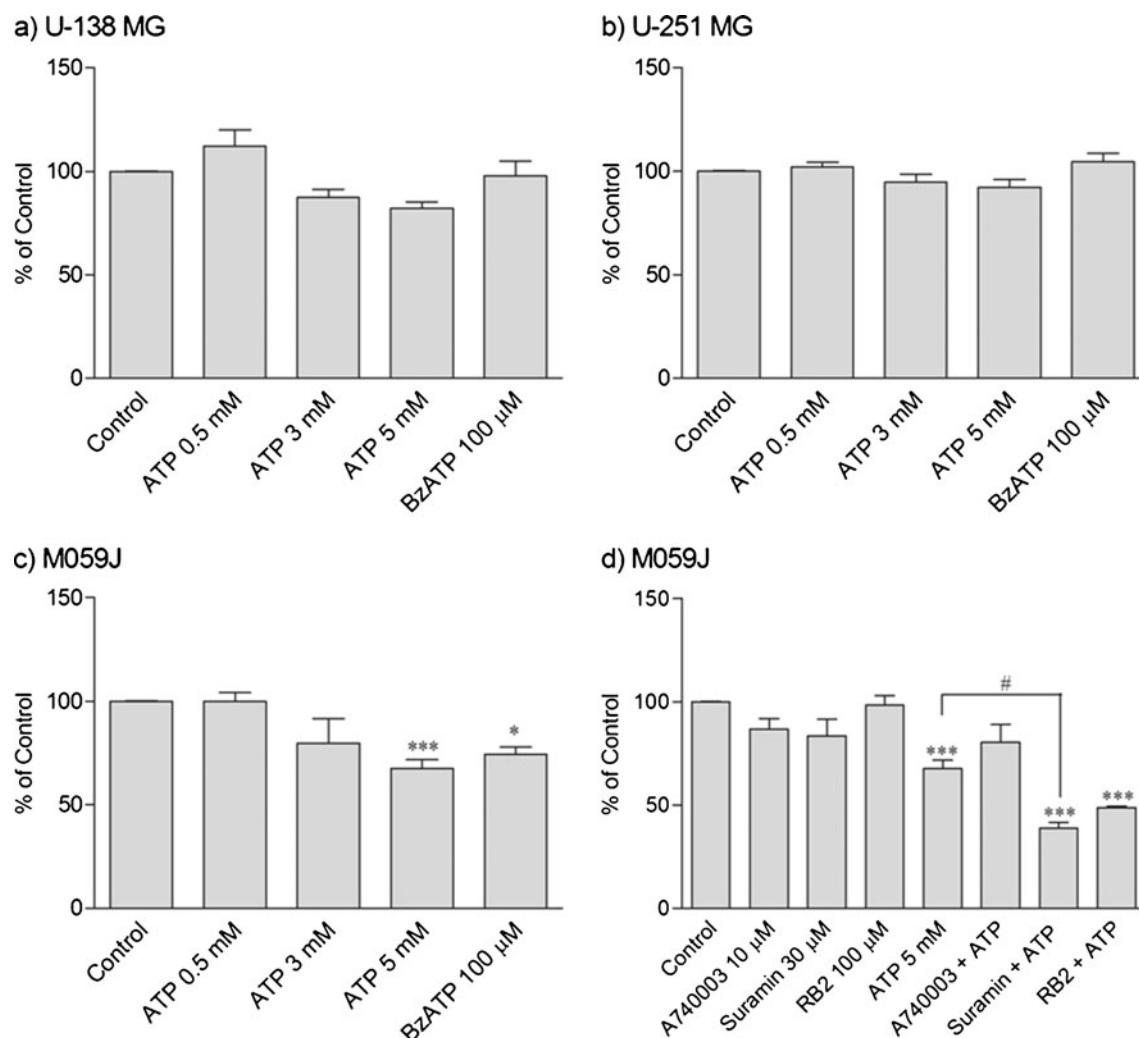 a) U-138 MG
150
100
50
0
% of Control
Control
ATP 0.5 mM
ATP 3 mM
ATP 5 mM
BzATP 100 µM
b) U-251 MG
150
100
50
0
% of Control
Control
ATP 0.5 mM
ATP 3 mM
ATP 5 mM
BzATP 100 µM
c) M059J
150
100
50
0
% of Control
***
*
Control
ATP 0.5 mM
ATP 3 mM
ATP 5 mM
BzATP 100 µM
d) M059J
150
100
50
0
% of Control
#
***
***
***
Control
A740003 10 µM
Suramin 30 µM
RB2 100 µM
ATP 5 mM
A740003 + ATP
Suramin + ATP
RB2 + ATP